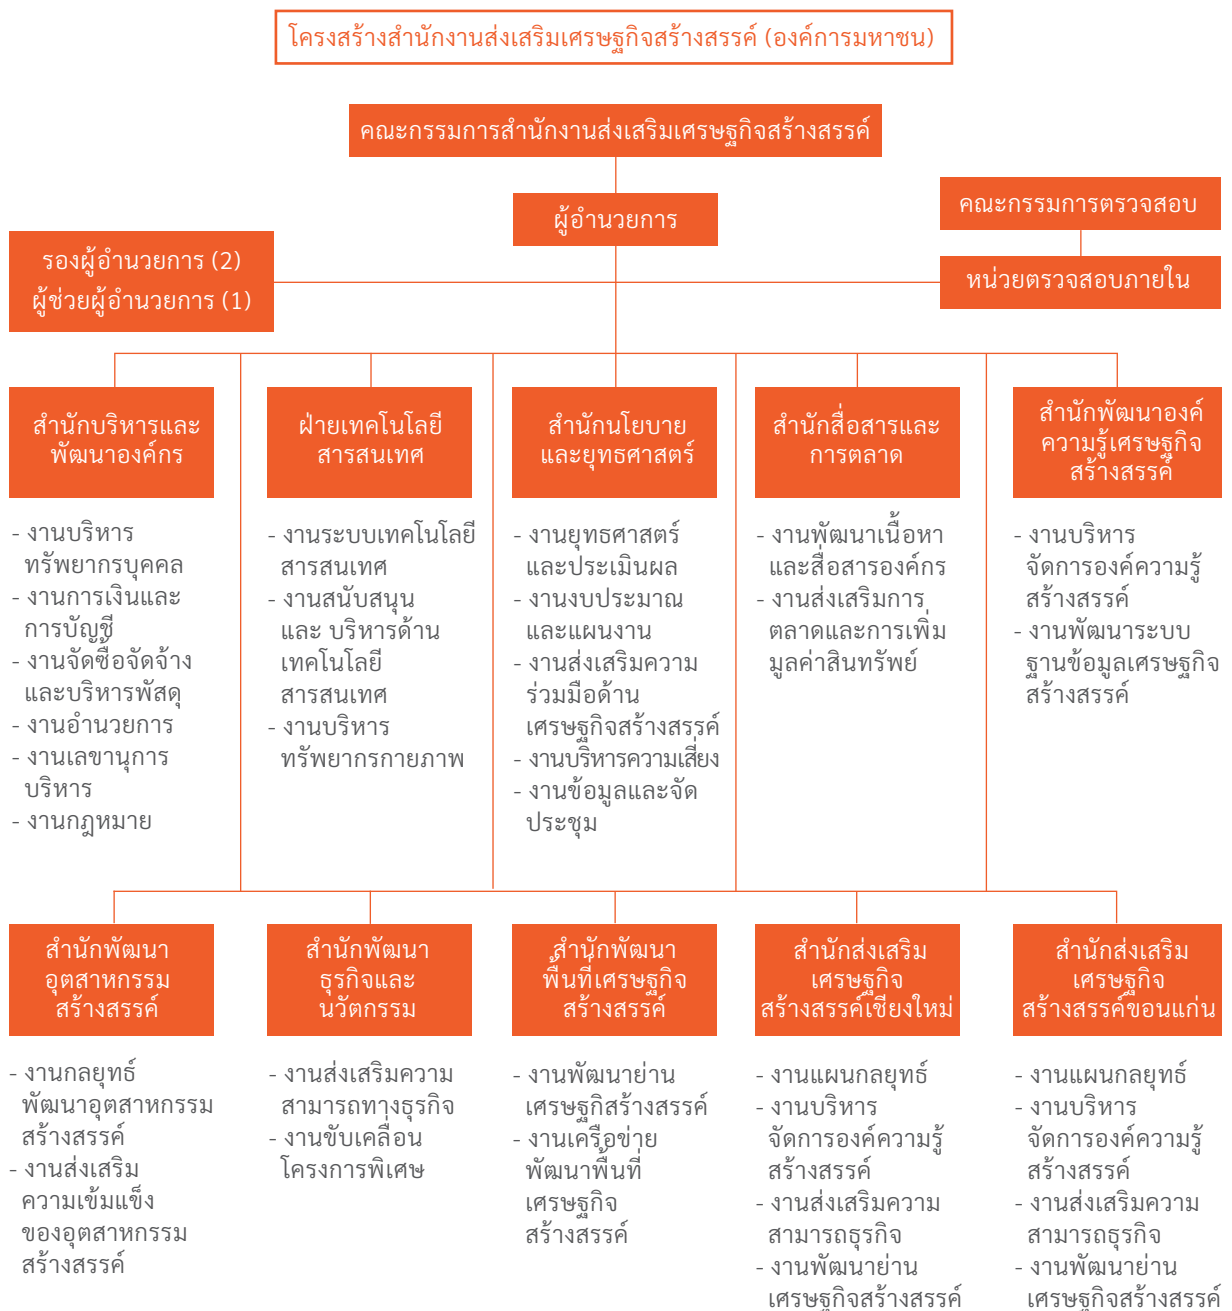 โครงสร้างสำนักงานส่งเสริมเศรษฐกิจสร้างสรรค์ (องค์การมหาชน)
คณะกรรมการสำนักงานส่งเสริมเศรษฐกิจสร้างสรรค์
ผู้อำนวยการ
คณะกรรมการตรวจสอบ
หน่วยตรวจสอบภายใน
รองผู้อำนวยการ (2)
ผู้ช่วยผู้อำนวยการ (1)
สำนักบริหารและ
พัฒนาองค์กร
- งานบริหาร
ทรัพยากรบุคคล
- งานการเงินและ
การบัญชี
- งานจัดซื้อจัดจ้าง
และบริหารพัสดุ
- งานอำนวยการ
- งานเลขานุการ
บริหาร
- งานกฎหมาย
ฝ่ายเทคโนโลยี
สารสนเทศ
- งานระบบเทคโนโลยี
สารสนเทศ
- งานสนับสนุน
และ บริหารด้าน
เทคโนโลยี
สารสนเทศ
- งานบริหาร
ทรัพยากรกายภาพ
สำนักนโยบาย
และยุทธศาสตร์
- งานยุทธศาสตร์
และประเมินผล
- งานงบประมาณ
และแผนงาน
- งานส่งเสริมความ
ร่วมมือด้าน
เศรษฐกิจสร้างสรรค์
- งานบริหารความเสี่ยง
- งานข้อมูลและจัด
ประชุม
สำนักสื่อสารและ
การตลาด
- งานพัฒนาเนื้อหา
และสื่อสารองค์กร
- งานส่งเสริมการ
ตลาดและการเพิ่ม
มูลค่าสินทรัพย์
สำนักพัฒนาองค์
ความรู้เศรษฐกิจ
สร้างสรรค์
- งานบริหาร
จัดการองค์ความรู้
สร้างสรรค์
- งานพัฒนาระบบ
ฐานข้อมูลเศรษฐกิจ
สร้างสรรค์
สำนักพัฒนา
อุตสาหกรรม
สร้างสรรค์
- งานกลยุทธ์
พัฒนาอุตสาหกรรม
สร้างสรรค์
- งานส่งเสริม
ความเข้มแข็ง
ของอุตสาหกรรม
สร้างสรรค์
สำนักพัฒนา
ธุรกิจและ
นวัตกรรม
- งานส่งเสริมความ
สามารถทางธุรกิจ
- งานขับเคลื่อน
โครงการพิเศษ
สำนักพัฒนา
พื้นที่เศรษฐกิจ
สร้างสรรค์
- งานพัฒนาย่าน
เศรษฐกิสร้างสรรค์
- งานเครือข่าย
พัฒนาพื้นที่
เศรษฐกิจ
สร้างสรรค์
สำนักส่งเสริม
เศรษฐกิจ
สร้างสรรค์เชียงใหม่
- งานแผนกลยุทธ์
- งานบริหาร
จัดการองค์ความรู้
สร้างสรรค์
- งานส่งเสริมความ
สามารถธุรกิจ
- งานพัฒนาย่าน
เศรษฐกิจสร้างสรรค์
สำนักส่งเสริม
เศรษฐกิจ
สร้างสรรค์ขอนแก่น
- งานแผนกลยุทธ์
- งานบริหาร
จัดการองค์ความรู้
สร้างสรรค์
- งานส่งเสริมความ
สามารถธุรกิจ
- งานพัฒนาย่าน
เศรษฐกิจสร้างสรรค์